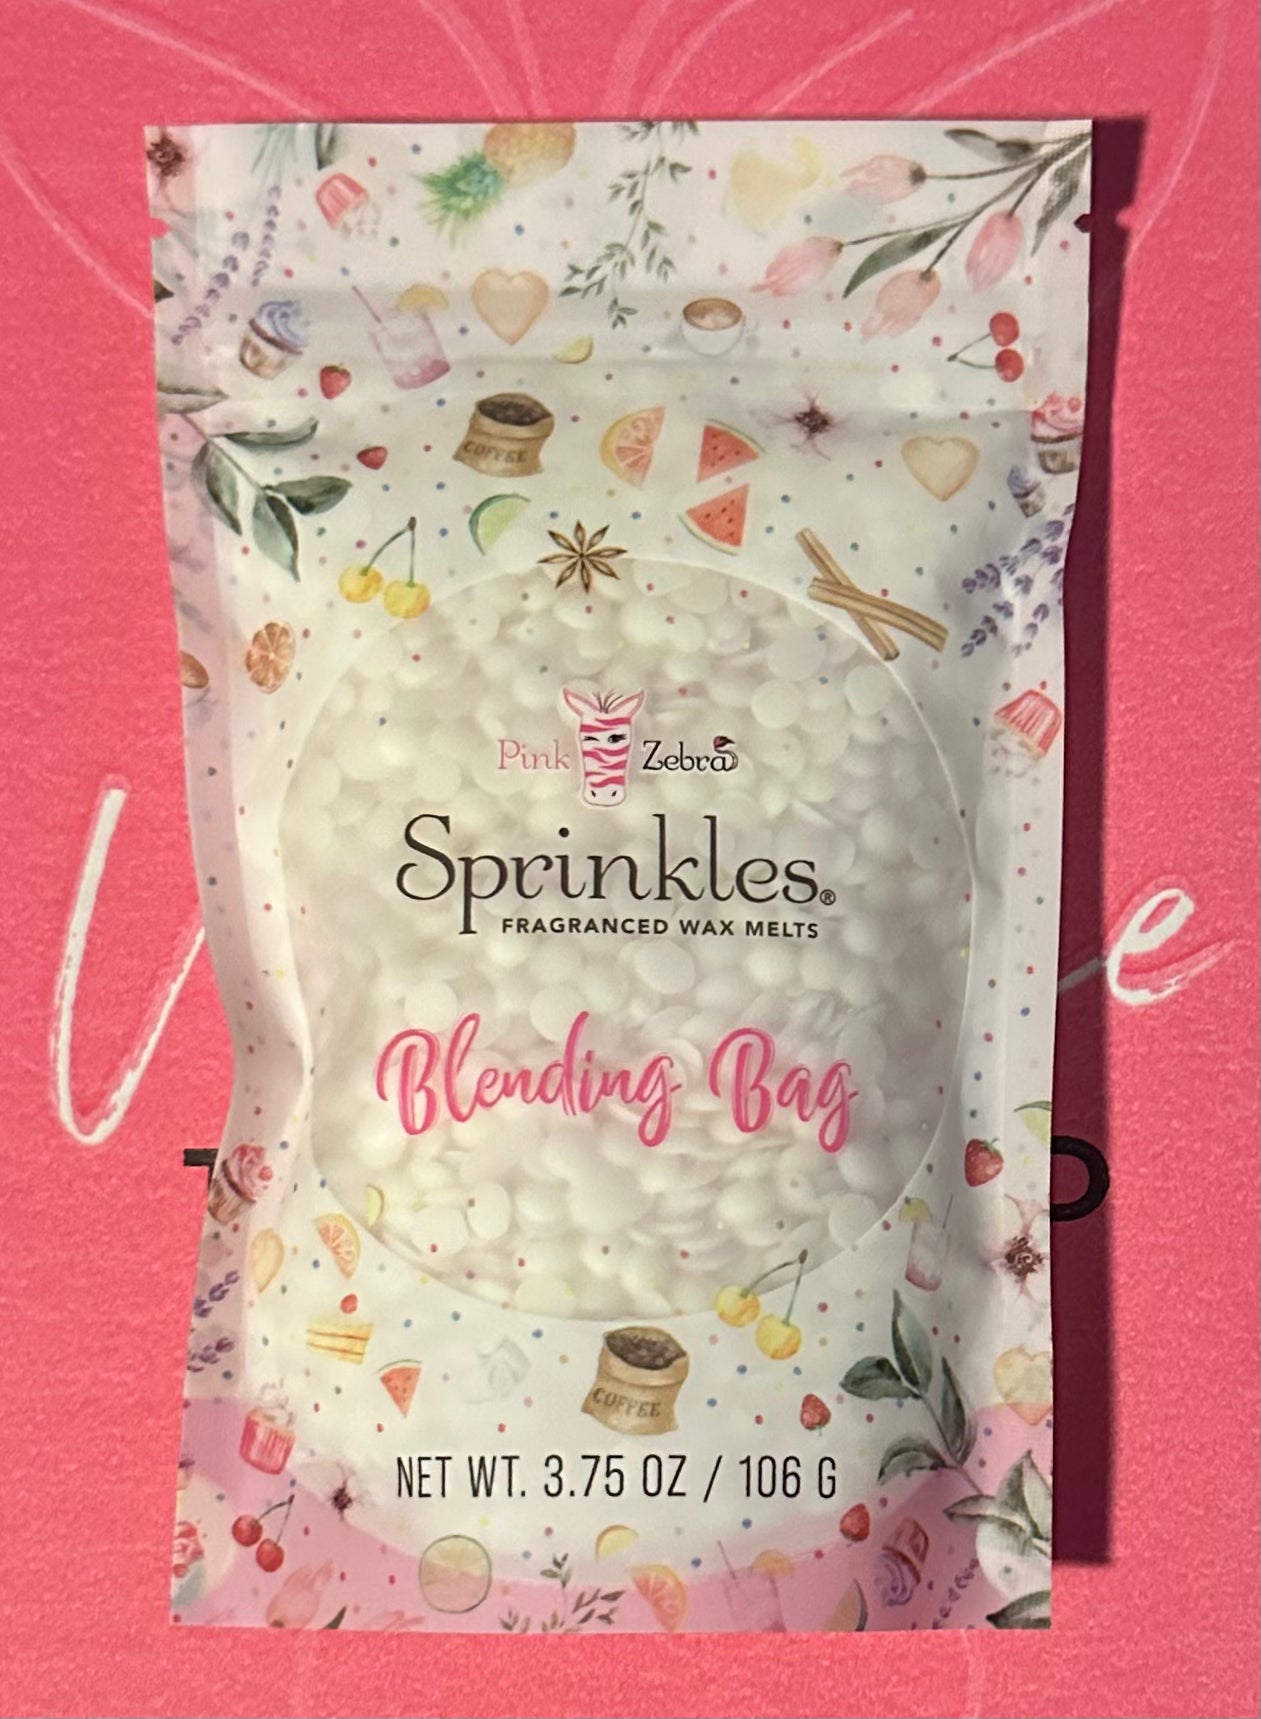 COFFEE
Pink Zebra
Sprinkles®
FRAGRANCED WAX MELTS
Blending Bag
COFFEE
NET WT. 3.75 OZ / 106 G